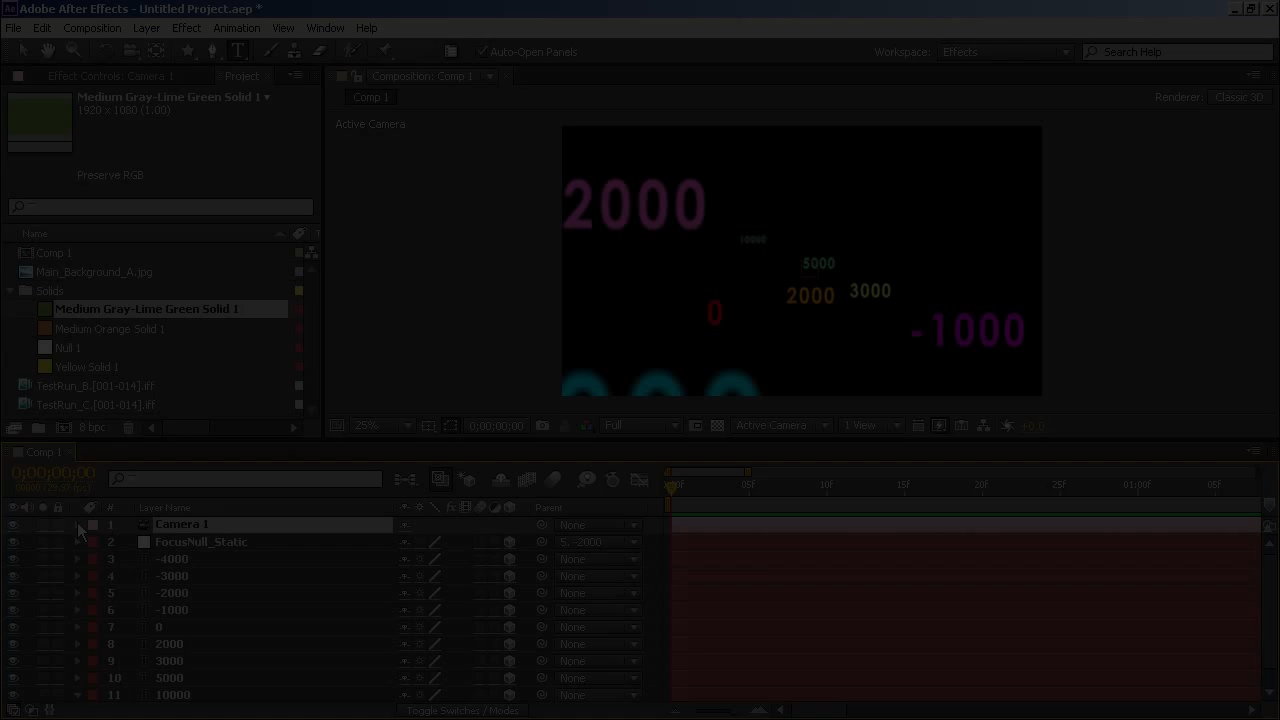 Adobe After Effects - Untitled Project.aep *
File Edit Composition Layer Effect Animation View Window Help
Auto-Open Panels
Workspace: Effects
Search Help
Effect Controls: Camera 1
Project
Composition: Comp 1
Medium Gray-Lime Green Solid 1
1920 x 1080 (1.00)
Comp 1
Renderer: Classic 3D
Active Camera
Preserve RGB
2000
10000
5000
2000
3000
0
-1000
Name
Comp 1
Main_Background_A.jpg
Solids
Medium Gray-Lime Green Solid 1
Medium Orange Solid 1
Null 1
Yellow Solid 1
TestRun_B.[001-014].iff
TestRun_C.[001-014].iff
8 bpc
25%
0;00;00;00
Full
Active Camera
1 View
+0.0
Comp 1
0;00;00;00
00000 (29.97 fps)
05f 10f 15f 20f 25f 01:00f 05f
# Layer Name
Parent
1 Camera 1 None
2 FocusNull_Static 5. -2000
3 -4000 None
4 -3000 None
5 -2000 None
6 -1000 None
7 0 None
8 2000 None
9 3000 None
10 5000 None
11 10000 None
Toggle Switches / Modes